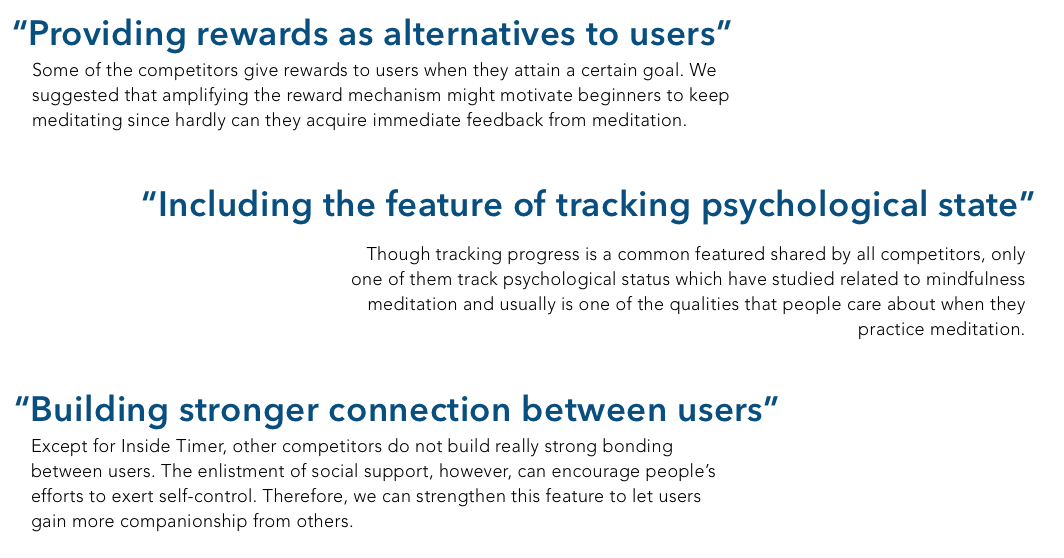 “Providing rewards as alternatives to users”
Some of the competitors give rewards to users when they attain a certain goal. We
suggested that amplifying the reward mechanism might motivate beginners to keep
meditating since hardly can they acquire immediate feedback from meditation.
“Including the feature of tracking psychological state”
Though tracking progress is a common featured shared by all competitors, only
one of them track psychological status which have studied related to mindfulness
meditation and usually is one of the qualities that people care about when they
practice meditation.
“Building stronger connection between users”
Except for Inside Timer, other competitors do not build really strong bonding
between users. The enlistment of social support, however, can encourage people’s
efforts to exert self-control. Therefore, we can strengthen this feature to let users
gain more companionship from others.